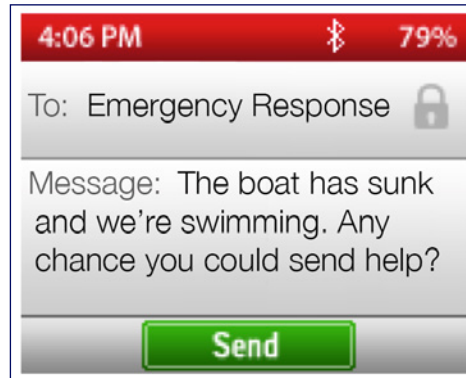 4:06 PM 79%
To: Emergency Response
Message: The boat has sunk
and we're swimming. Any
chance you could send help?
Send